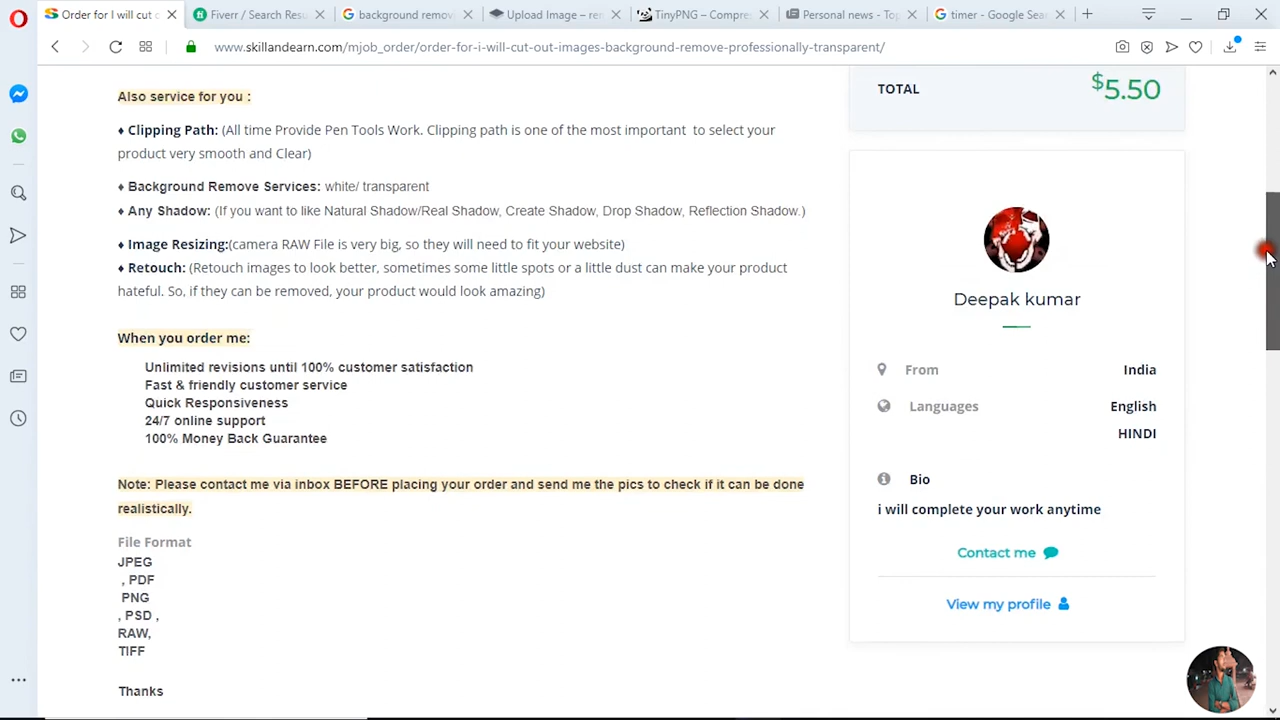 Order for I will cut o
Fiverr / Search Resu
background remov
Upload Image – rem
TinyPNG – Compres
Personal news - Top
timer - Google Sear
www.skillandearn.com/mjob_order/order-for-i-will-cut-out-images-background-remove-professionally-transparent/
Also service for you :
♦ Clipping Path: (All time Provide Pen Tools Work. Clipping path is one of the most important to select your
product very smooth and Clear)
♦ Background Remove Services: white/ transparent
♦ Any Shadow: (If you want to like Natural Shadow/Real Shadow, Create Shadow, Drop Shadow, Reflection Shadow.)
♦ Image Resizing:(camera RAW File is very big, so they will need to fit your website)
♦ Retouch: (Retouch images to look better, sometimes some little spots or a little dust can make your product
hateful. So, if they can be removed, your product would look amazing)
When you order me:
Unlimited revisions until 100% customer satisfaction
Fast & friendly customer service
Quick Responsiveness
24/7 online support
100% Money Back Guarantee
Note: Please contact me via inbox BEFORE placing your order and send me the pics to check if it can be done
realistically.
File Format
JPEG
, PDF
PNG
, PSD ,
RAW,
TIFF
Thanks
TOTAL $5.50
Deepak kumar
From India
Languages English
HINDI
Bio
i will complete your work anytime
Contact me
View my profile